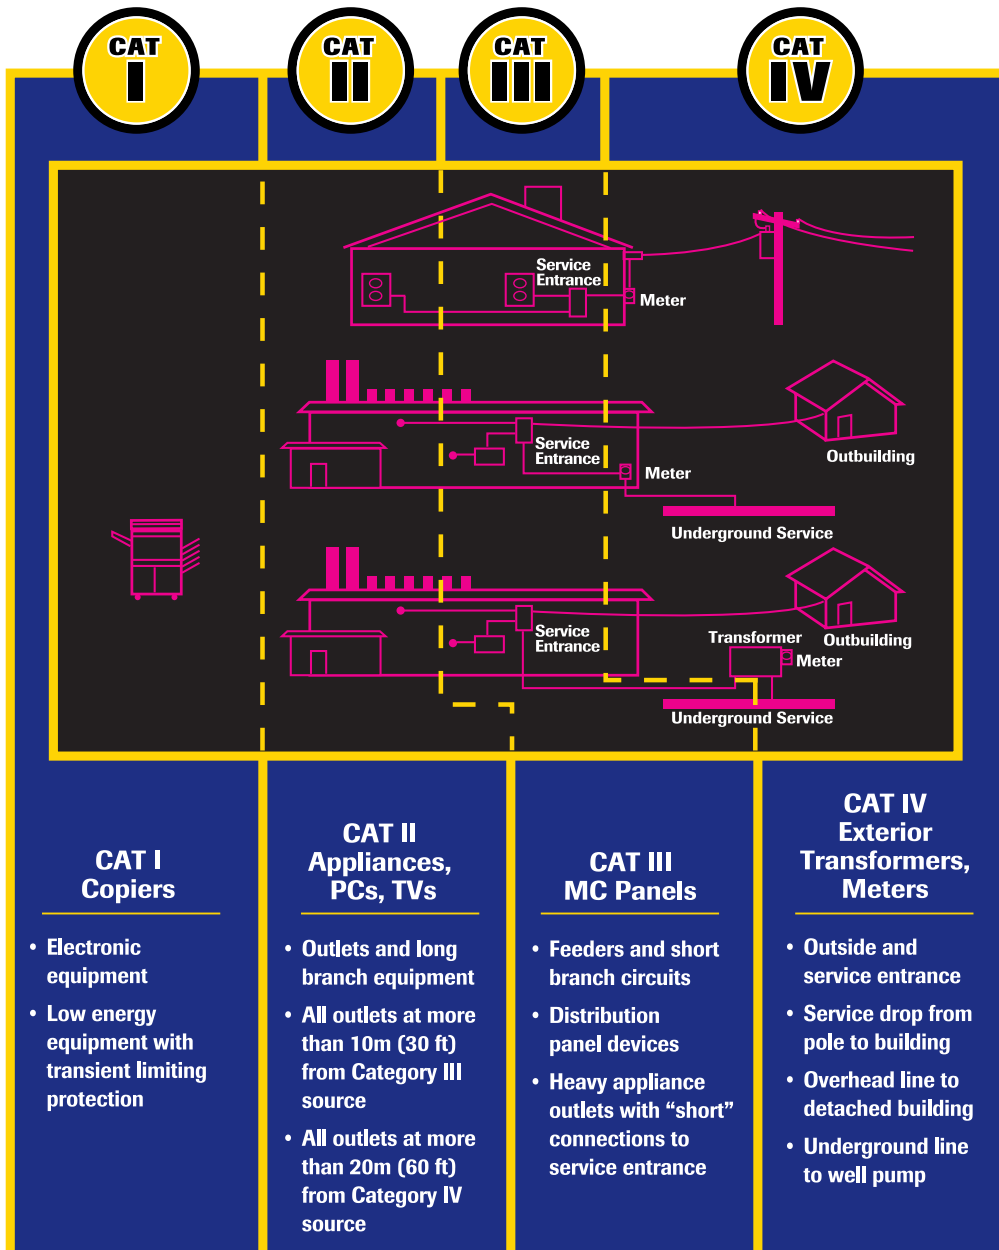 CAT
I
CAT
II
CAT
III
CAT
IV
Service
Entrance
Meter
Service
Entrance
Meter
Outbuilding
Underground Service
Service
Entrance
Transformer
Outbuilding
Meter
Underground Service
CAT I
Copiers
• Electronic
equipment
• Low energy
equipment with
transient limiting
protection
CAT II
Appliances,
PCs, TVs
• Outlets and long
branch equipment
• All outlets at more
than 10m (30 ft)
from Category III
source
• All outlets at more
than 20m (60 ft)
from Category IV
source
CAT III
MC Panels
• Feeders and short
branch circuits
• Distribution
panel devices
• Heavy appliance
outlets with “short”
connections to
service entrance
CAT IV
Exterior
Transformers,
Meters
• Outside and
service entrance
• Service drop from
pole to building
• Overhead line to
detached building
• Underground line
to well pump